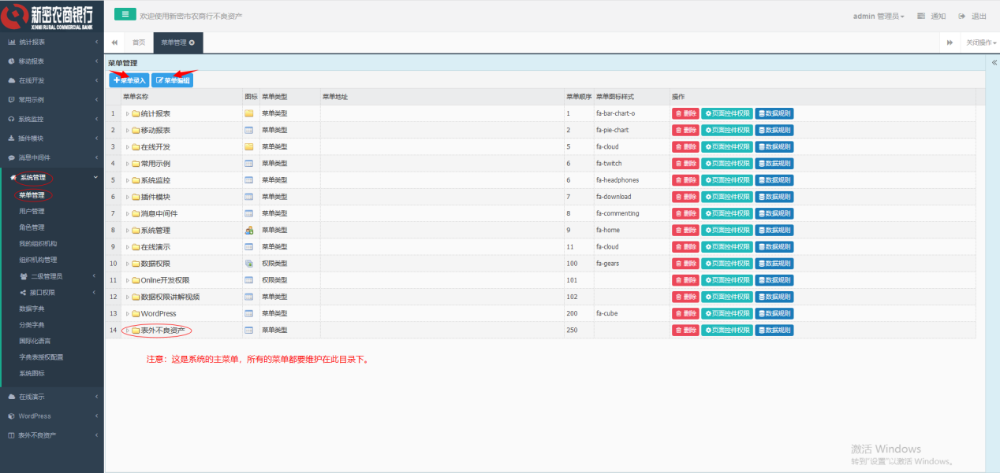 新密农商银行
XINMI RURAL COMMERCIAL BANK
欢迎使用新密市农商行不良资产
admin 管理员
通知
退出
首页
菜单管理
关闭操作
统计报表
移动报表
在线开发
常用示例
系统监控
插件模块
消息中间件
系统管理
菜单管理
用户管理
角色管理
我的组织机构
组织机构管理
二级管理员
接口权限
数据字典
分类字典
国际化语言
字典表授权配置
系统图标
在线演示
WordPress
表外不良资产
菜单管理
菜单录入 菜单编辑
菜单名称 图标 菜单类型 菜单地址 菜单顺序 菜单图标样式 操作
1 统计报表 菜单类型 1 fa-bar-chart-o 删除 页面控件权限 数据规则
2 移动报表 菜单类型 2 fa-pie-chart 删除 页面控件权限 数据规则
3 在线开发 菜单类型 5 fa-cloud 删除 页面控件权限 数据规则
4 常用示例 菜单类型 6 fa-twitch 删除 页面控件权限 数据规则
5 系统监控 菜单类型 6 fa-headphones 删除 页面控件权限 数据规则
6 插件模块 菜单类型 7 fa-download 删除 页面控件权限 数据规则
7 消息中间件 菜单类型 8 fa-commenting 删除 页面控件权限 数据规则
8 系统管理 菜单类型 9 fa-home 删除 页面控件权限 数据规则
9 在线演示 菜单类型 11 fa-cloud 删除 页面控件权限 数据规则
10 数据权限 权限类型 100 fa-gears 删除 页面控件权限 数据规则
11 Online开发权限 权限类型 101 删除 页面控件权限 数据规则
12 数据权限讲解视频 菜单类型 102 删除 页面控件权限 数据规则
13 WordPress 菜单类型 200 fa-cube 删除 页面控件权限 数据规则
14 表外不良资产 菜单类型 250 删除 页面控件权限 数据规则
注意：这是系统的主菜单，所有的菜单都要维护在此目录下。
激活 Windows
转到“设置”以激活 Windows。